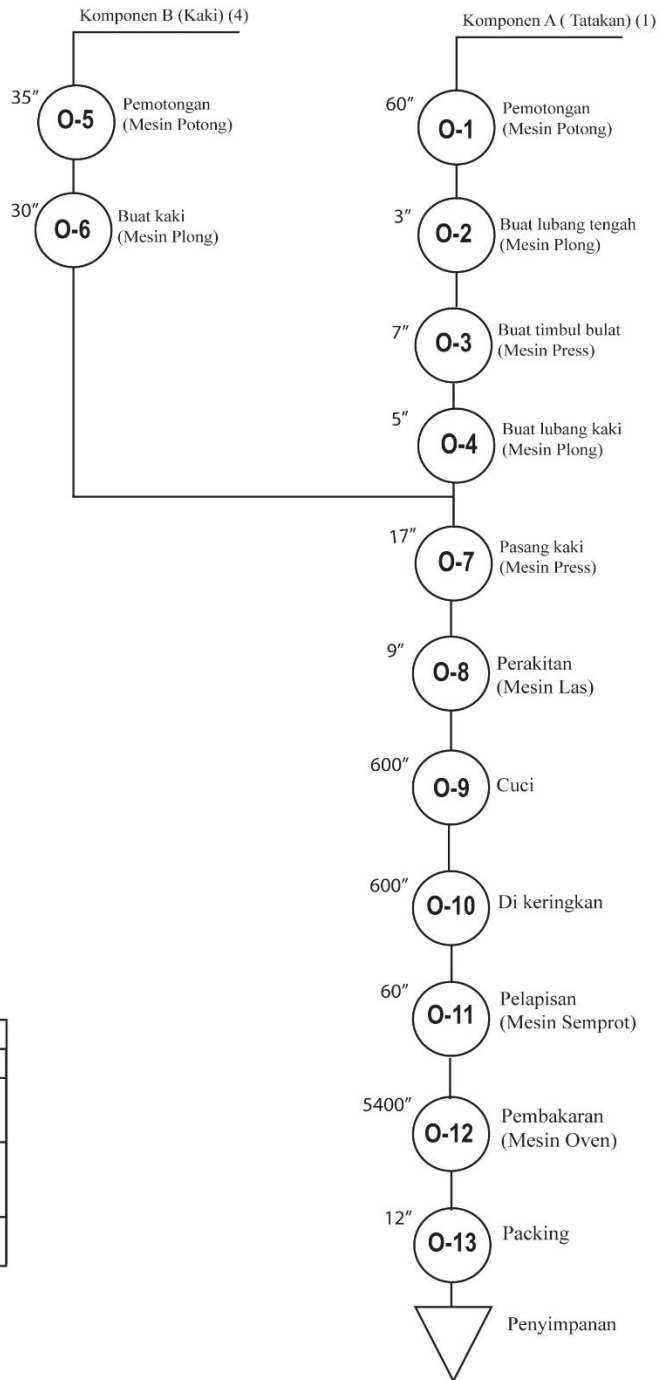 Komponen B (Kaki) (4)
35″
O-5
Pemotongan
(Mesin Potong)
30″
O-6
Buat kaki
(Mesin Plong)
Komponen A ( Tatakan) (1)
60″
O-1
Pemotongan
(Mesin Potong)
3″
O-2
Buat lubang tengah
(Mesin Plong)
7″
O-3
Buat timbul bulat
(Mesin Press)
5″
O-4
Buat lubang kaki
(Mesin Plong)
17″
O-7
Pasang kaki
(Mesin Press)
9″
O-8
Perakitan
(Mesin Las)
600″
O-9
Cuci
600″
O-10
Di keringkan
60″
O-11
Pelapisan
(Mesin Semprot)
5400″
O-12
Pembakaran
(Mesin Oven)
12″
O-13
Packing
Penyimpanan